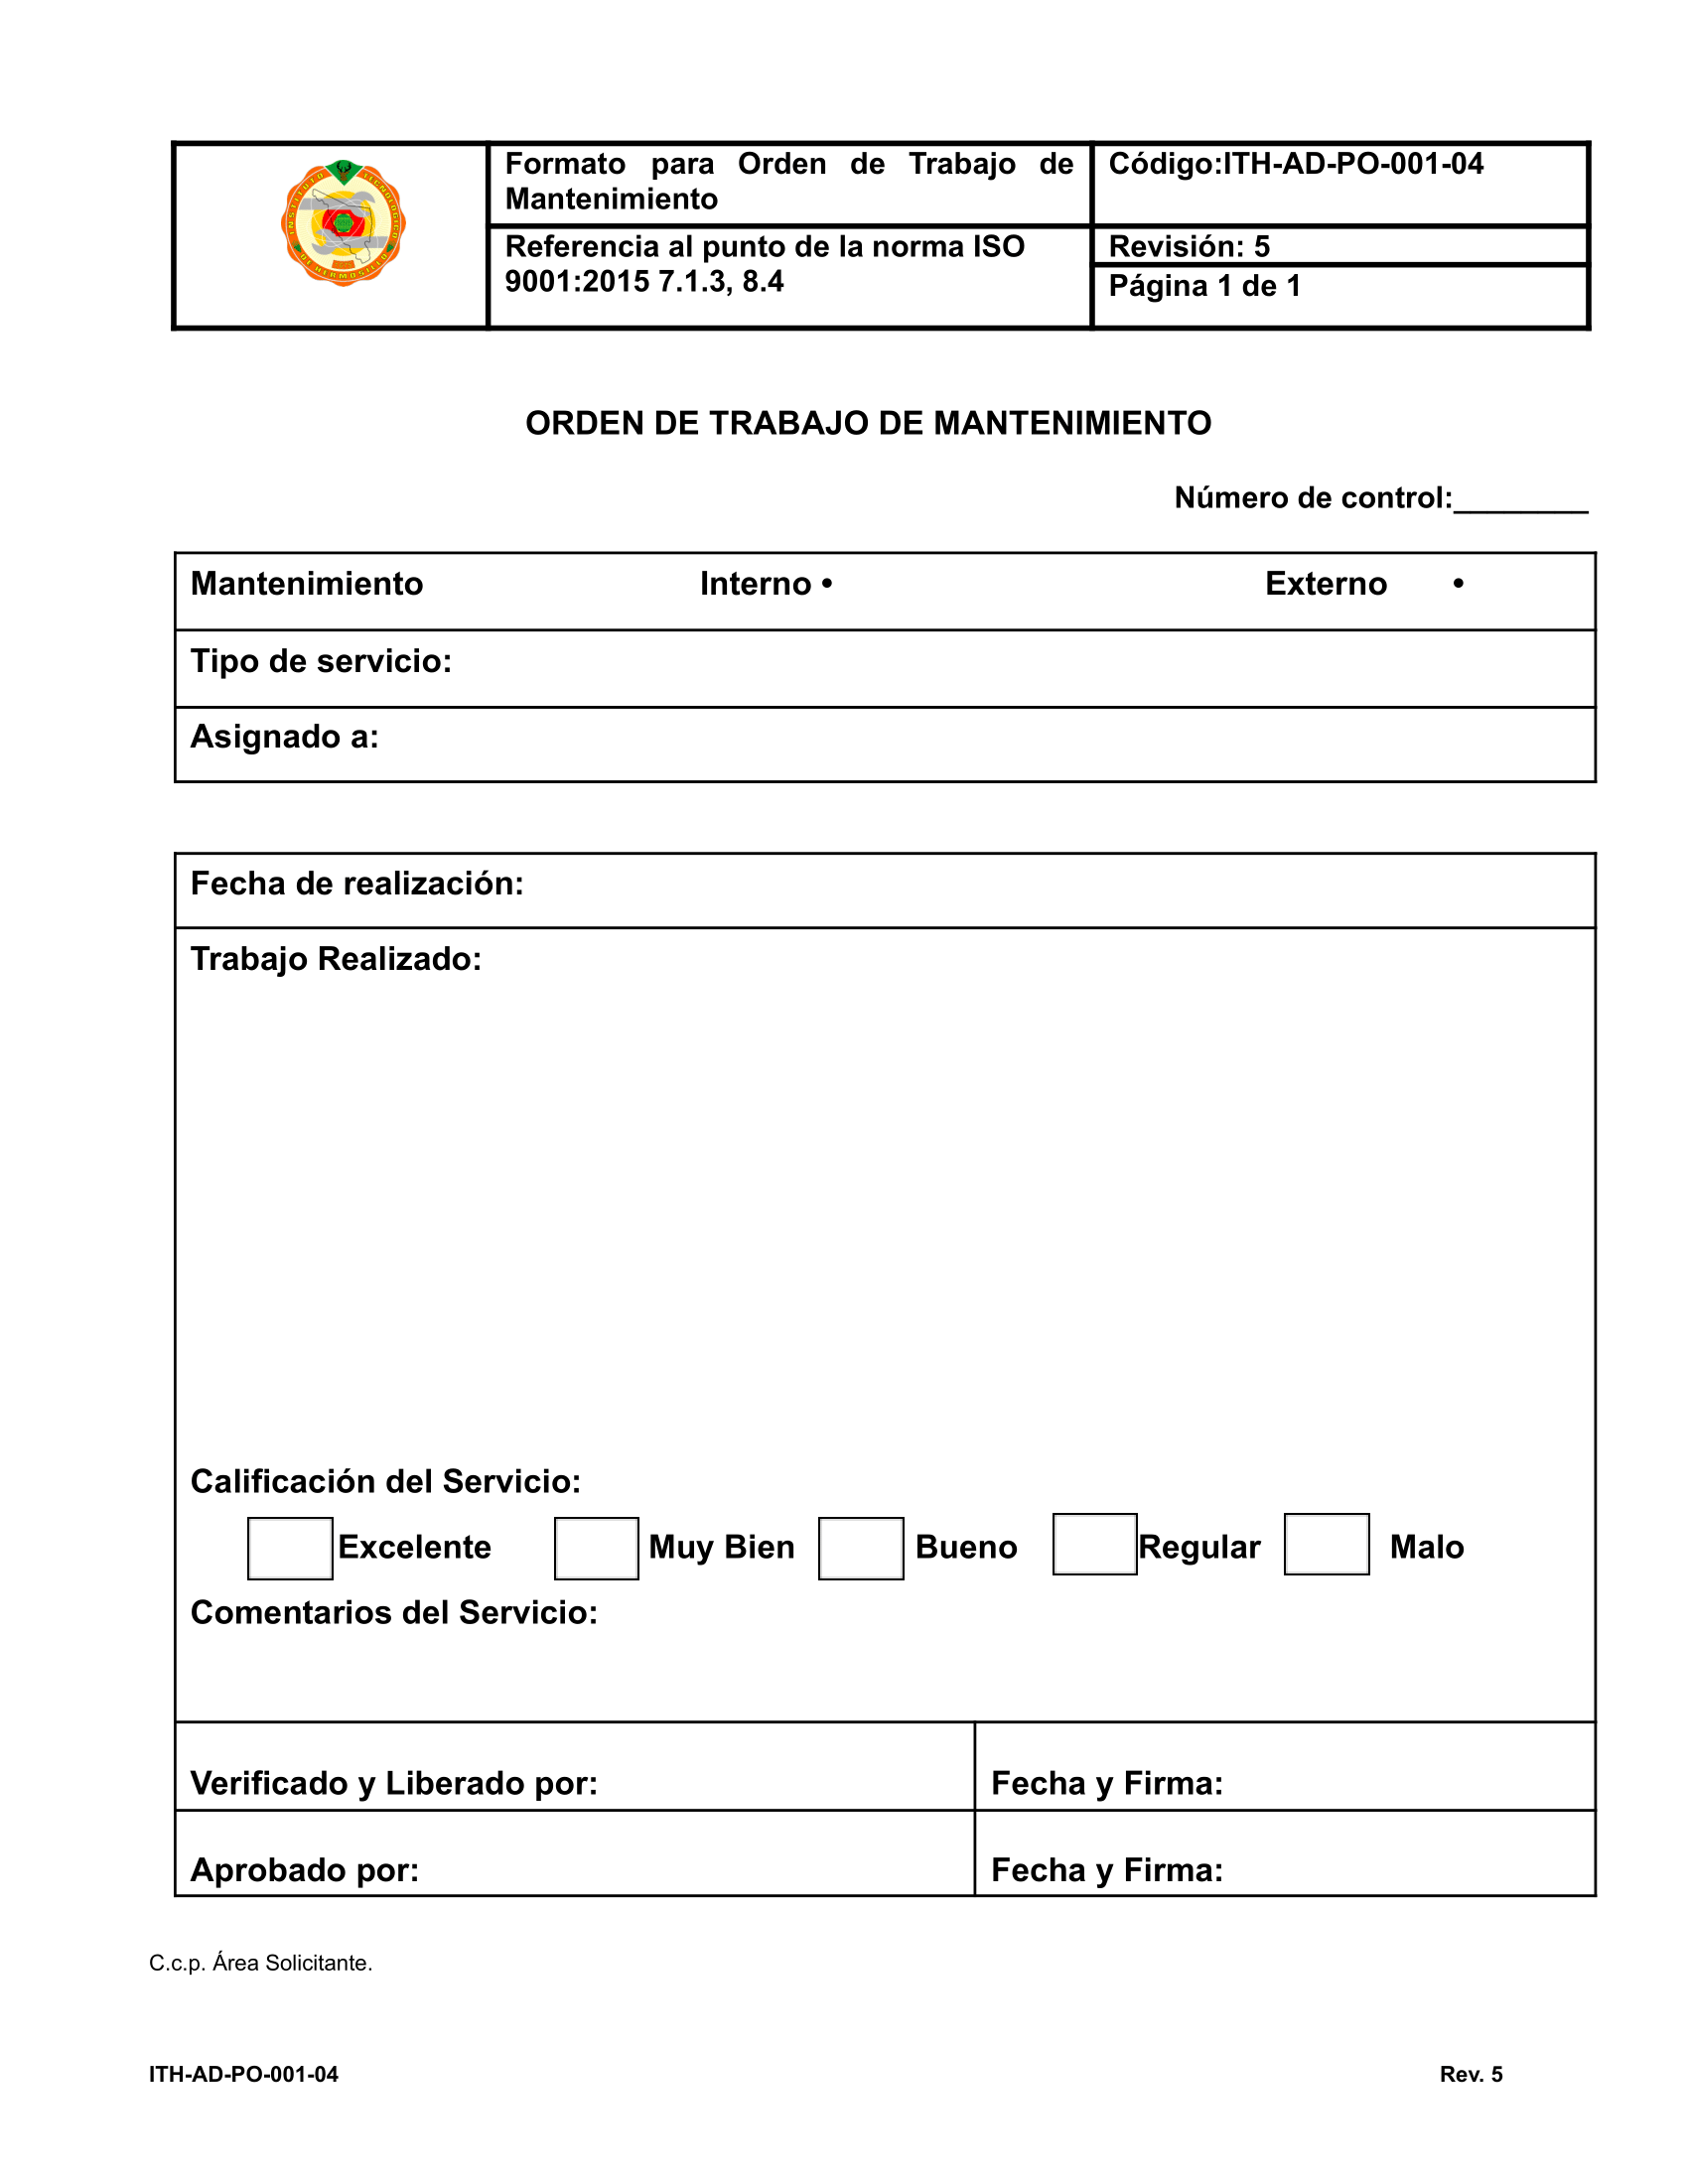 INSTITUTO TECNOLOGICO
DE HERMOSILLO
Formato para Orden de Trabajo de
Mantenimiento
Código:ITH-AD-PO-001-04
Referencia al punto de la norma ISO
9001:2015 7.1.3, 8.4
Revisión: 5
Página 1 de 1
ORDEN DE TRABAJO DE MANTENIMIENTO
Número de control:________
Mantenimiento Interno • Externo •
Tipo de servicio:
Asignado a:
Fecha de realización:
Trabajo Realizado:
Calificación del Servicio:
Excelente Muy Bien Bueno Regular Malo
Comentarios del Servicio:
Verificado y Liberado por: Fecha y Firma:
Aprobado por: Fecha y Firma:
C.c.p. Área Solicitante.
ITH-AD-PO-001-04 Rev. 5